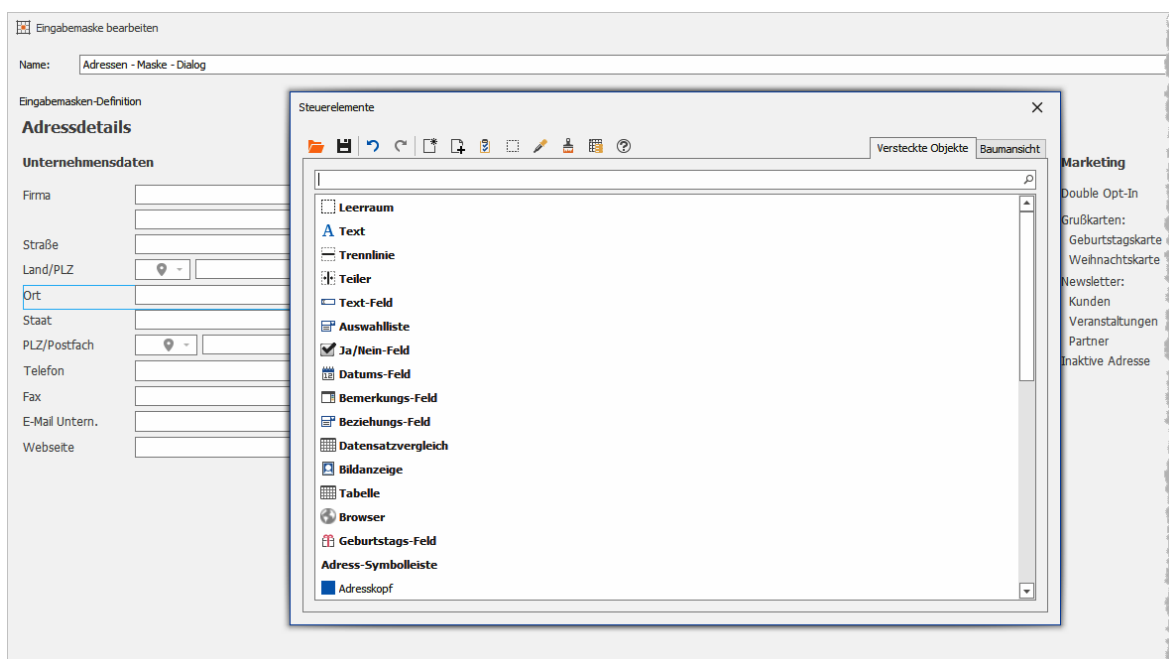 Eingabemaske bearbeiten
Name: Adressen - Maske - Dialog
Eingabemasken-Definition
Adressdetails
Unternehmensdaten
Firma
Straße
Land/PLZ
Ort
Staat
PLZ/Postfach
Telefon
Fax
E-Mail Untern.
Webseite
Steuerelemente
Versteckte Objekte Baumansicht
Leerraum
Text
Trennlinie
Teiler
Text-Feld
Auswahlliste
Ja/Nein-Feld
Datums-Feld
Bemerkungs-Feld
Beziehungs-Feld
Datensatzvergleich
Bildanzeige
Tabelle
Browser
Geburtstags-Feld
Adress-Symbolleiste
Adresskopf
Marketing
Double Opt-In
Grußkarten:
Geburtstagskarte
Weihnachtskarte
Newsletter:
Kunden
Veranstaltungen
Partner
Inaktive Adresse